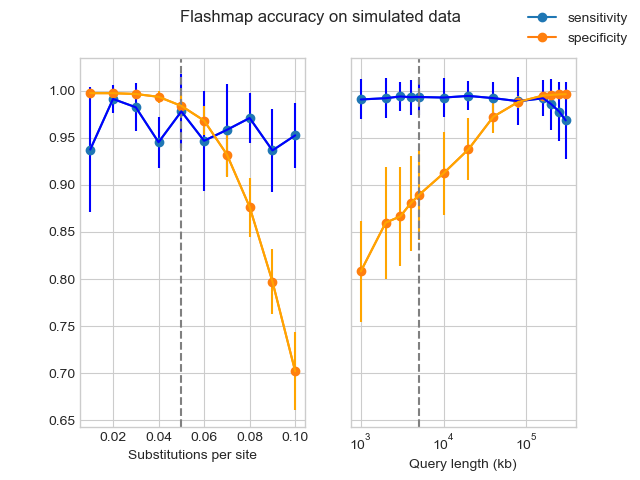 Flashmap accuracy on simulated data
sensitivity
specificity
1.00
0.95
0.90
0.85
0.80
0.75
0.70
0.65
0.02 0.04 0.06 0.08 0.10
Substitutions per site
10³ 10⁴ 10⁵
Query length (kb)